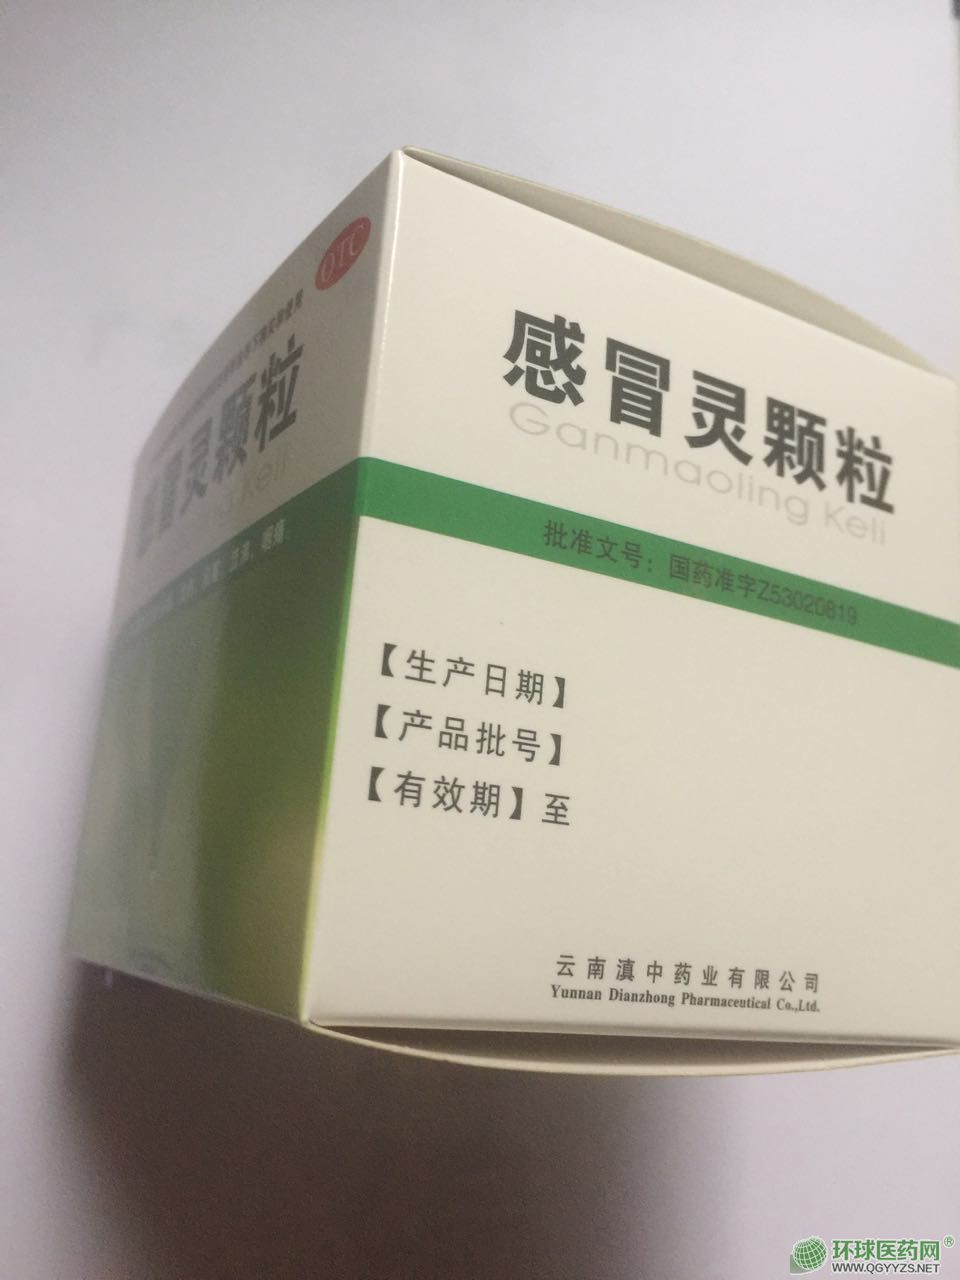 OTC
感冒灵颗粒
感冒灵颗粒
Ganmaoling Keli
批准文号：国药准字Z53020819
【生产日期】
【产品批号】
【有效期】至
云南滇中药业有限公司
Yunnan Dianzhong Pharmaceutical Co.,Ltd.
环球医药网®
WWW.QGYYZS.NET